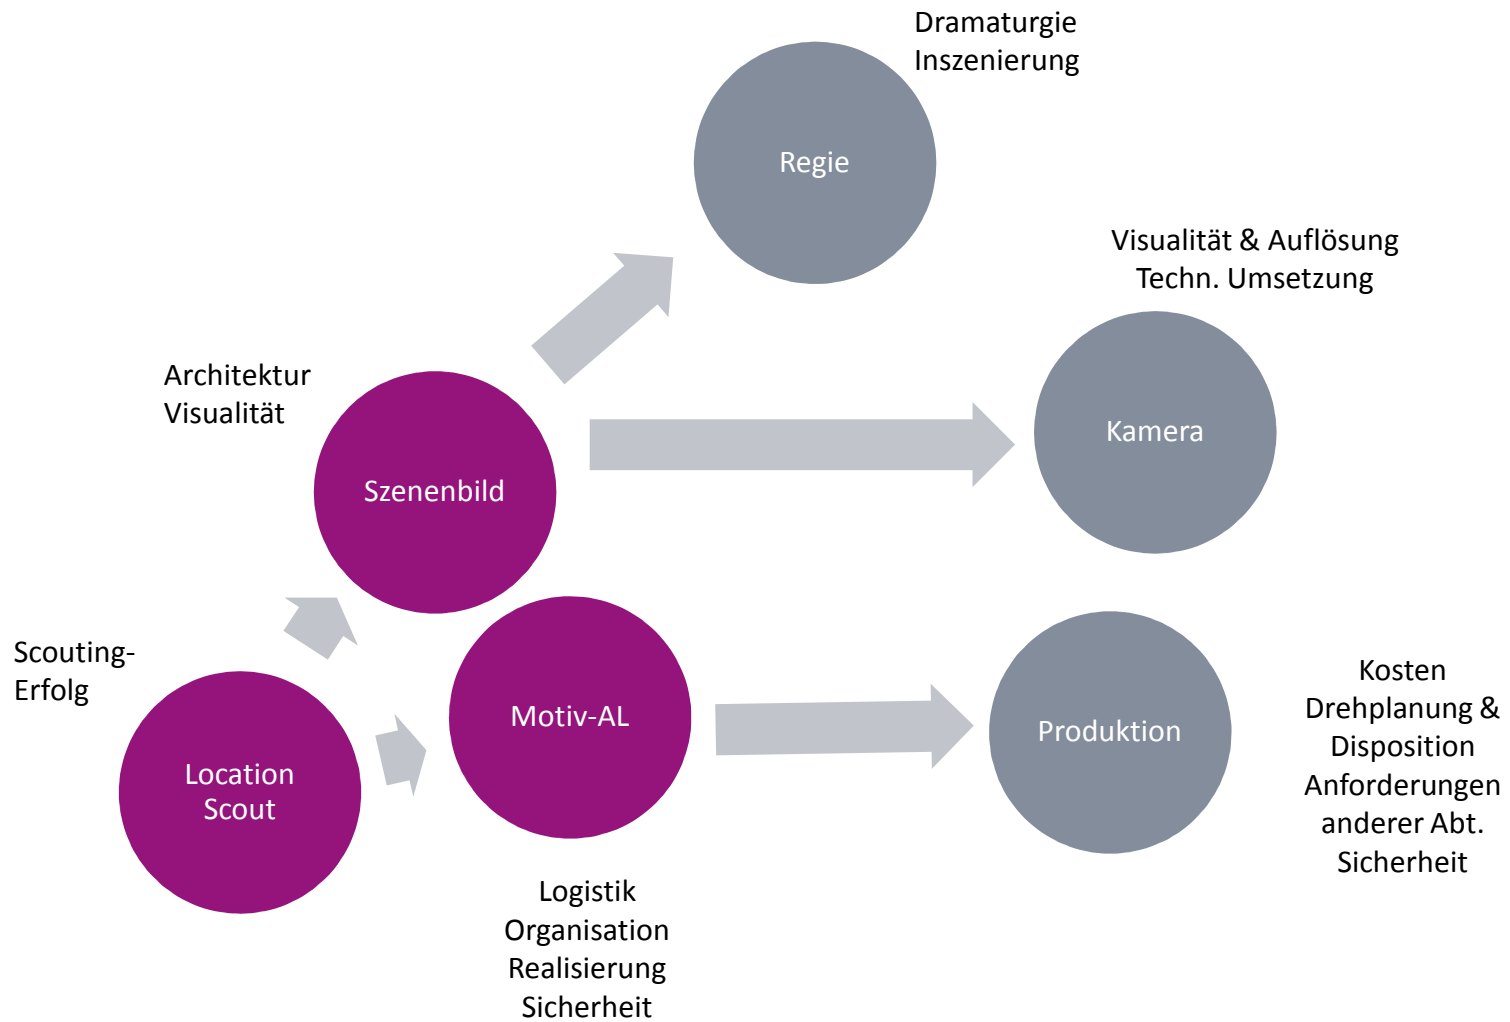 Dramaturgie
Inszenierung
Regie
Visualität & Auflösung
Techn. Umsetzung
Kamera
Architektur
Visualität
Szenenbild
Scouting-
Erfolg
Location
Scout
Motiv-AL
Logistik
Organisation
Realisierung
Sicherheit
Produktion
Kosten
Drehplanung &
Disposition
Anforderungen
anderer Abt.
Sicherheit